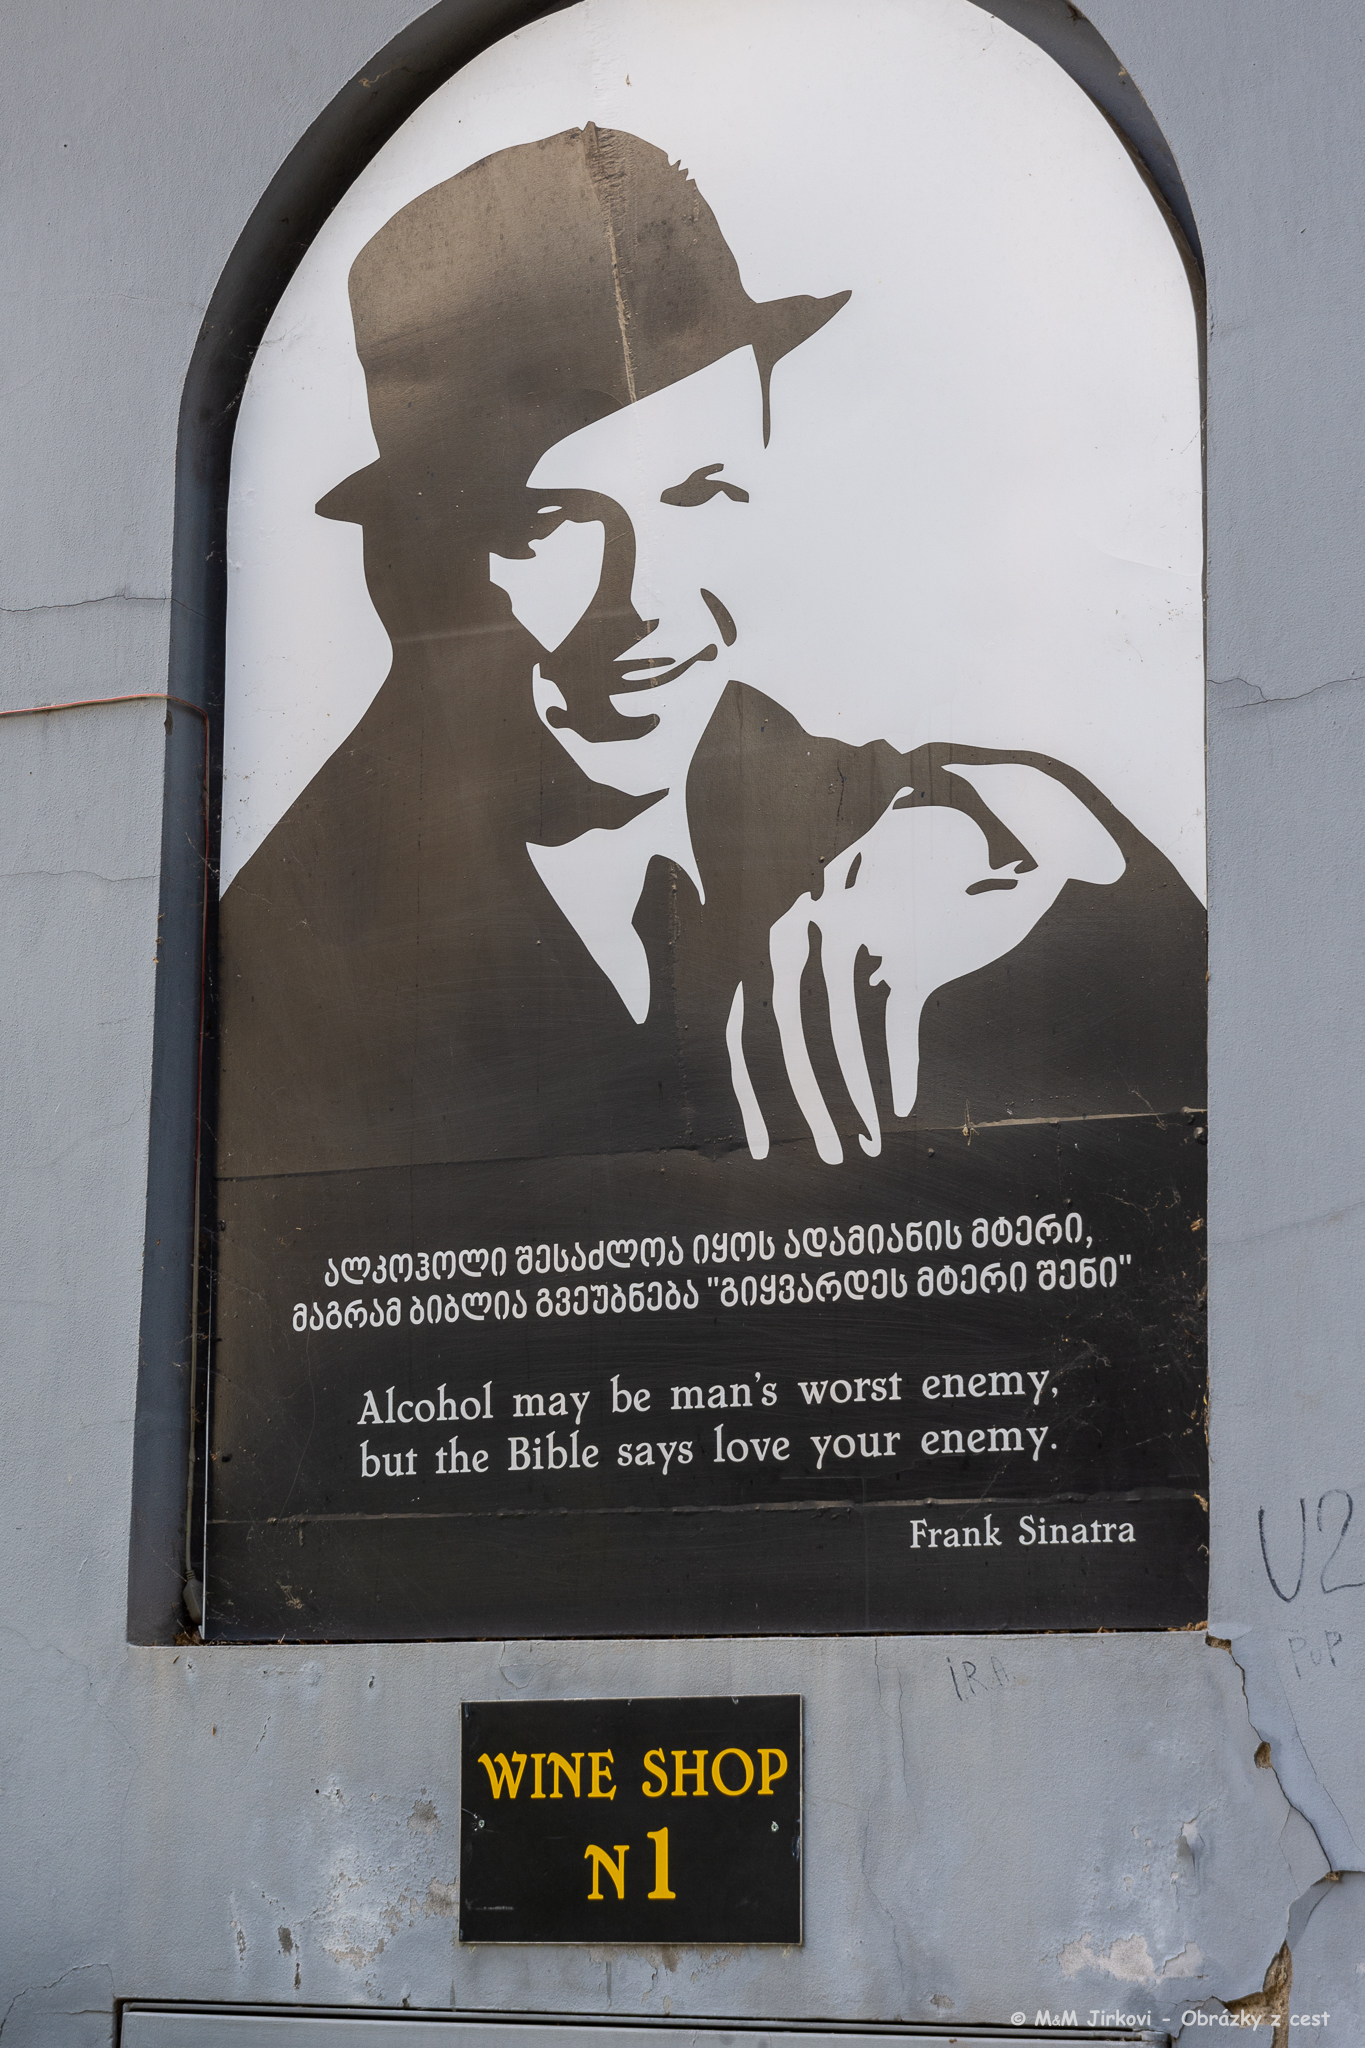 ალკოჰოლი შესაძლოა იყოს ადამიანის მტერი,
მაგრამ ბიბლია გვეუბნება "გიყვარდეს მტერი შენი"
Alcohol may be man's worst enemy,
but the Bible says love your enemy.
Frank Sinatra
U2
POP
I.R.A.
WINE SHOP
N1
© M&M Jirkovi - Obrázky z cest